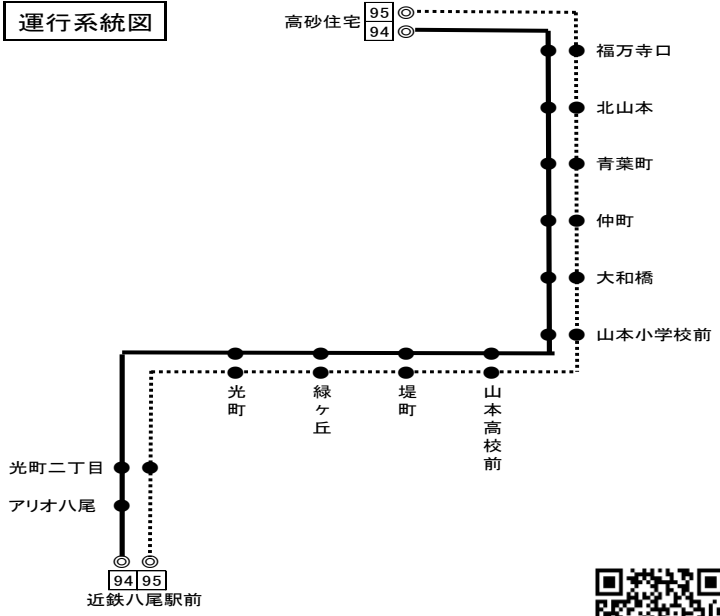 運行系統図
高砂住宅
95
94
福万寺口
北山本
青葉町
仲町
大和橋
山本小学校前
光町
緑ヶ丘
堤町
山本高校前
光町二丁目
アリオ八尾
94 95
近鉄八尾駅前